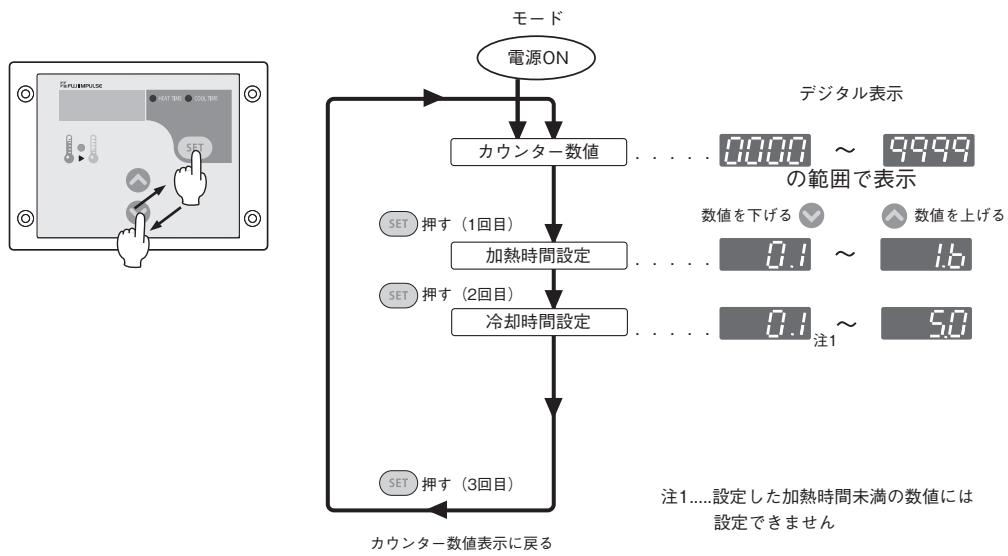 モード
電源ON
FUJI IMPULSE
HEAT TIME COOL TIME
SET
デジタル表示
カウンター数値 ..... 0000 ～ 9999
の範囲で表示
数値を下げる 数値を上げる
SET 押す（1回目）
加熱時間設定 ..... 0.1 ～ 1.6
SET 押す（2回目）
冷却時間設定 ..... 0.1 注1 ～ 5.0
SET 押す（3回目）
カウンター数値表示に戻る
注1.....設定した加熱時間未満の数値には
設定できません